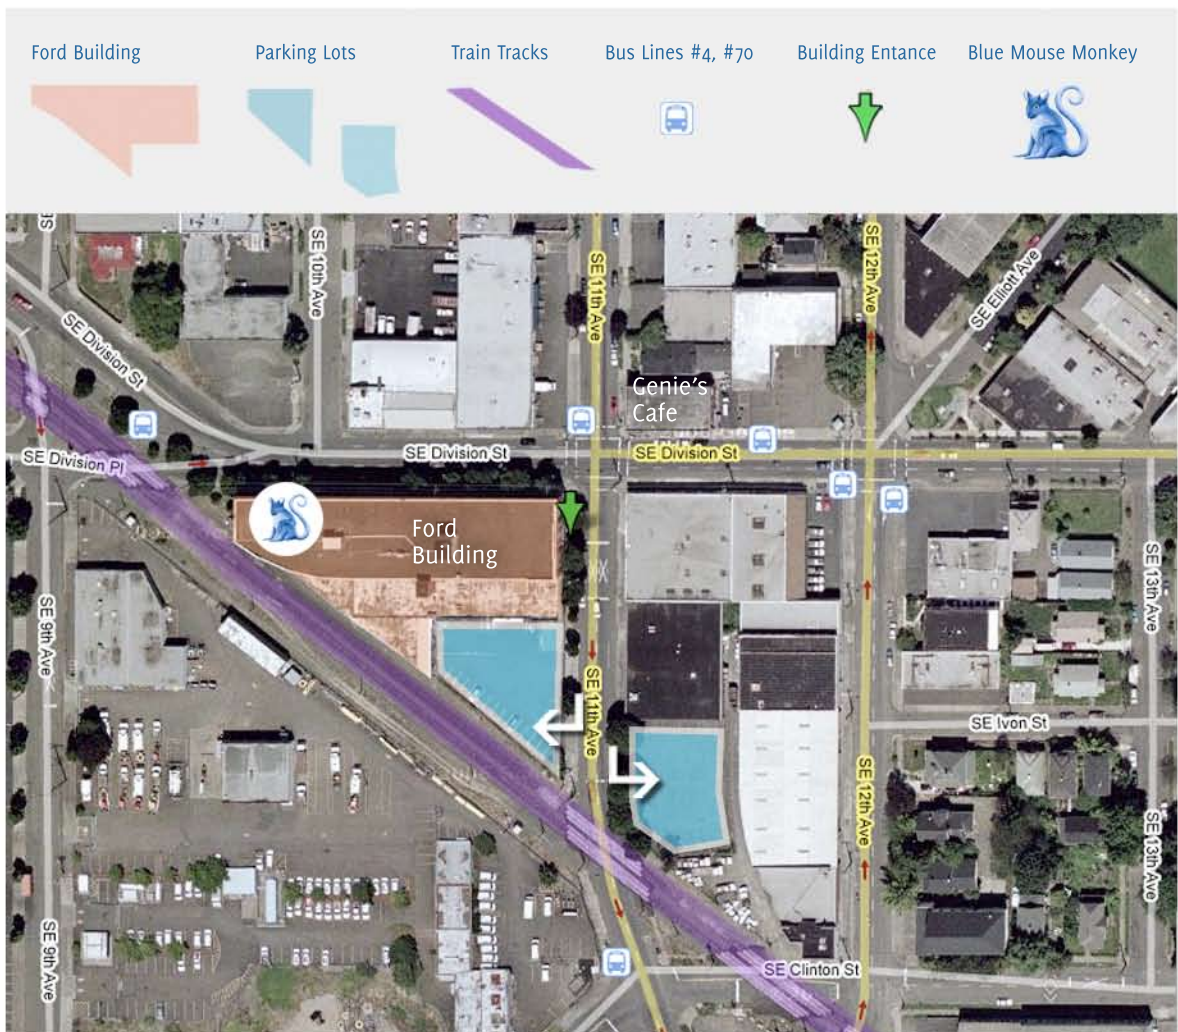 Ford Building
Parking Lots
Train Tracks
Bus Lines #4, #70
Building Entance
Blue Mouse Monkey
SE
SE 10th Ave
SE 11th Ave
SE 12th Ave
SE Elliott Ave
SE Division St
Genie's
Cafe
SE Division Pl
SE Division St
SE Division St
Ford
Building
SE 9th Ave
SE 13th Ave
SE 11th Ave
SE Ivon St
SE 12th Ave
SE 13th Ave
SE 9th Ave
SE Clinton St